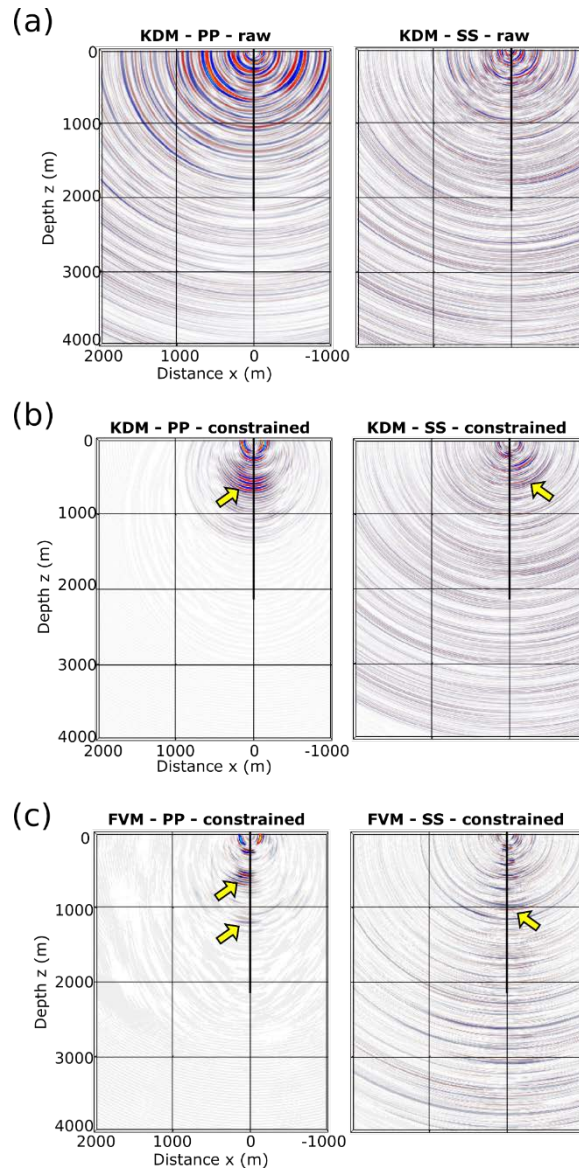 (a)
KDM - PP - raw
KDM - SS - raw
Depth z (m)
0
1000
2000
3000
4000
2000 1000 0 -1000
Distance x (m)
(b)
KDM - PP - constrained
KDM - SS - constrained
Depth z (m)
0
1000
2000
3000
4000
2000 1000 0 -1000
Distance x (m)
(c)
FVM - PP - constrained
FVM - SS - constrained
Depth z (m)
0
1000
2000
3000
4000
2000 1000 0 -1000
Distance x (m)